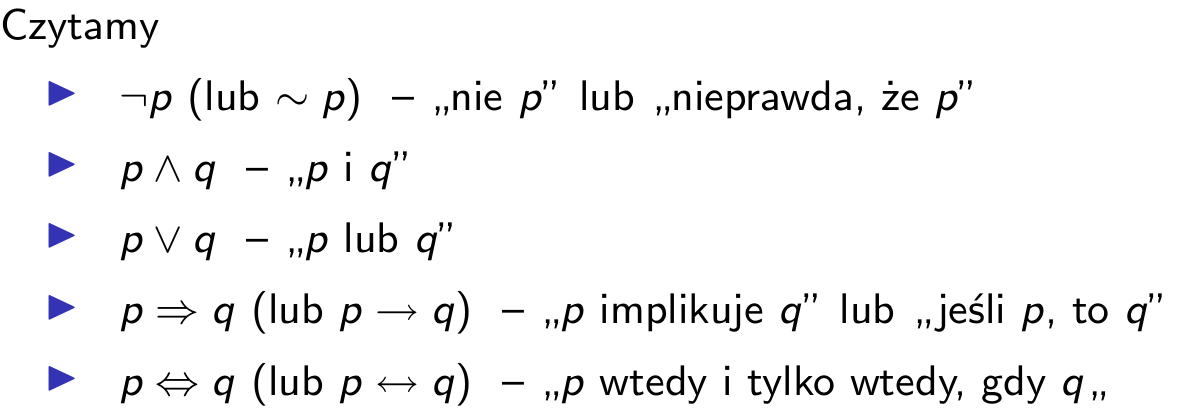 Czytamy
▶ ¬p (lub ∼ p) – „nie p” lub „nieprawda, że p”
▶ p ∧ q – „p i q”
▶ p ∨ q – „p lub q”
▶ p ⇒ q (lub p → q) – „p implikuje q” lub „jeśli p, to q”
▶ p ⇔ q (lub p ↔ q) – „p wtedy i tylko wtedy, gdy q„